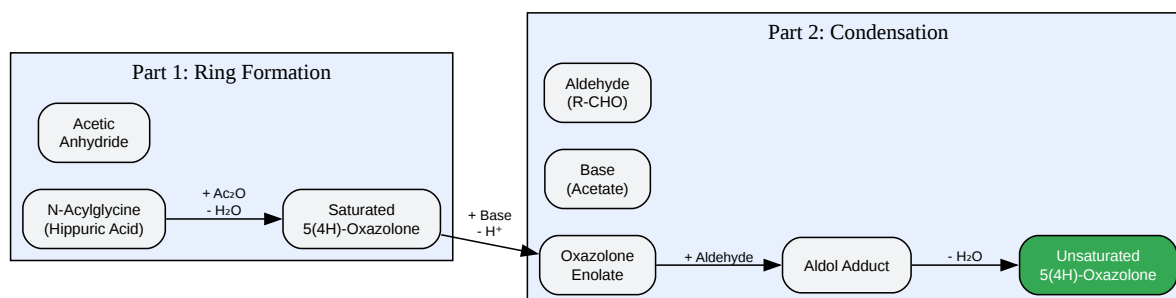 Part 1: Ring Formation
Acetic
Anhydride
N-Acylglycine
(Hippuric Acid)
+ Ac₂O
- H₂O
Saturated
5(4H)-Oxazolone
+ Base
- H⁺
Part 2: Condensation
Aldehyde
(R-CHO)
Base
(Acetate)
Oxazolone
Enolate
+ Aldehyde
Aldol Adduct
- H₂O
Unsaturated
5(4H)-Oxazolone